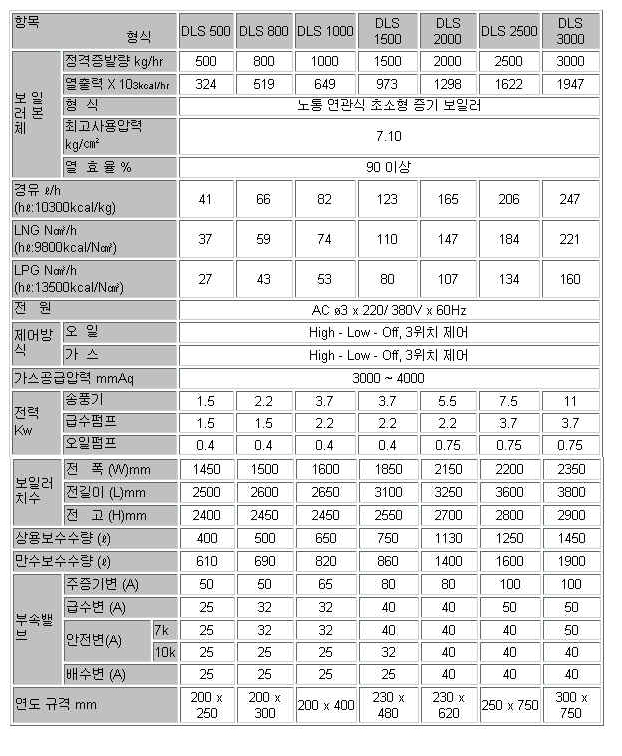 항목
형식
DLS 500 DLS 800 DLS 1000 DLS 1500 DLS 2000 DLS 2500 DLS 3000
보 일러 본체
정격증발량 kg/hr 500 800 1000 1500 2000 2500 3000
열출력 X 103kcal/hr 324 519 649 973 1298 1622 1947
형 식 노통 연관식 초소형 증기 보일러
최고사용압력 kg/㎠ 7.10
열 효 율 % 90 이상
경유 ℓ/h 41 66 82 123 165 206 247
(hℓ:10300kcal/kg)
LNG N㎥/h 37 59 74 110 147 184 221
(hℓ:9800kcal/N㎥)
LPG N㎥/h 27 43 53 80 107 134 160
(hℓ:13500kcal/N㎥)
전 원 AC ø3 x 220/ 380V x 60Hz
제어방식
오 일 High - Low - Off, 3위치 제어
가 스 High - Low - Off, 3위치 제어
가스공급압력 mmAq 3000 ~ 4000
전력 Kw
송풍기 1.5 2.2 3.7 3.7 5.5 7.5 11
급수펌프 1.5 1.5 2.2 2.2 2.2 3.7 3.7
오일펌프 0.4 0.4 0.4 0.4 0.75 0.75 0.75
보일러 치수
전 폭 (W)mm 1450 1500 1600 1850 2150 2200 2350
전길이 (L)mm 2500 2600 2650 3100 3250 3600 3800
전 고 (H)mm 2400 2450 2450 2550 2700 2800 2900
상용보수수량 (ℓ) 400 500 650 750 1130 1250 1450
만수보수수량 (ℓ) 610 690 820 860 1400 1600 1900
부속밸브
주증기변 (A) 50 50 65 80 80 100 100
급수변 (A) 25 32 32 40 40 50 50
안전변(A) 7k 25 32 32 40 40 40 50
10k 25 25 25 32 40 40 40
배수변 (A) 25 25 25 25 40 40 40
연도 규격 mm 200 x 250 200 x 300 200 x 400 230 x 480 230 x 620 250 x 750 300 x 750